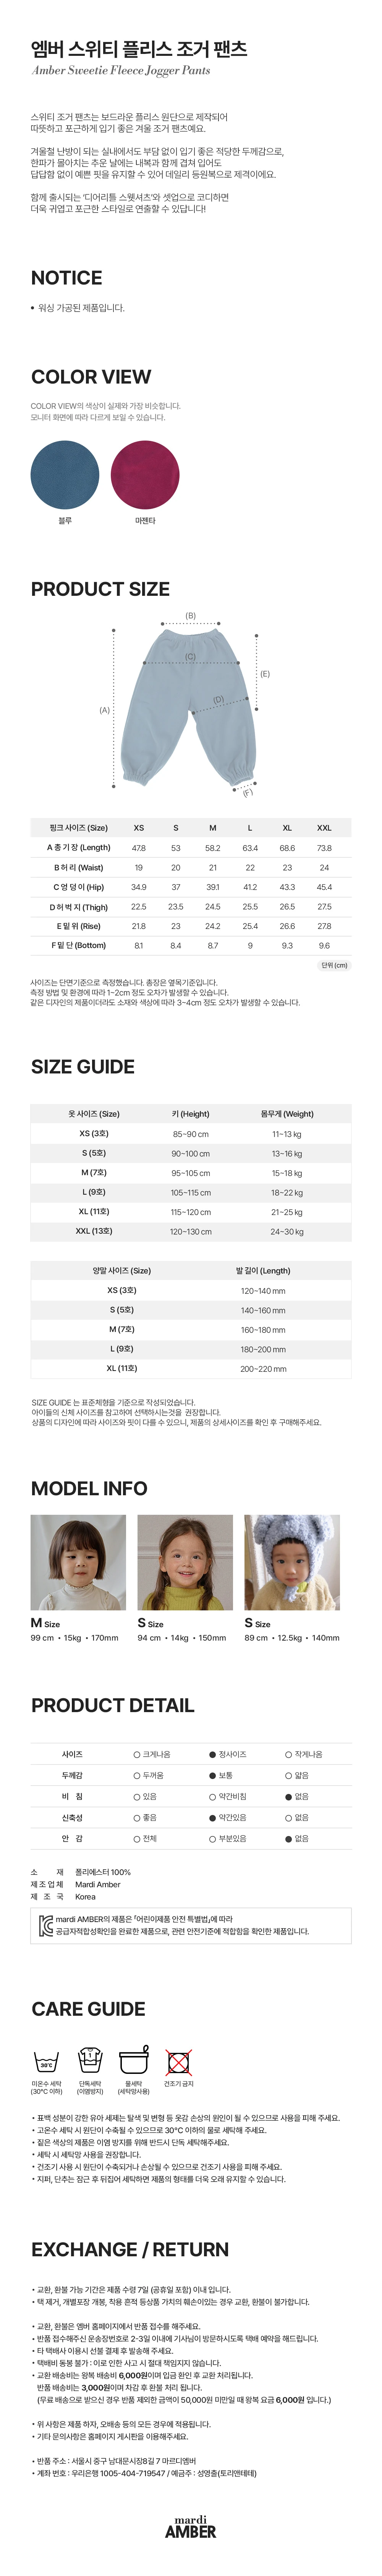 엠버 스위티 플리스 조거 팬츠
Amber Sweetie Fleece Jogger Pants
스위티 조거 팬츠는 보드라운 플리스 원단으로 제작되어
따뜻하고 포근하게 입기 좋은 겨울 조거 팬츠예요.
겨울철 난방이 되는 실내에서도 부담 없이 입기 좋은 적당한 두께감으로,
한파가 몰아치는 추운 날에는 내복과 함께 겹쳐 입어도
답답함 없이 예쁜 핏을 유지할 수 있어 데일리 등원복으로 제격이에요.
함께 출시되는 '디어리틀 스웻셔츠'와 셋업으로 코디하면
더욱 귀엽고 포근한 스타일로 연출할 수 있답니다!
NOTICE
• 워싱 가공된 제품입니다.
COLOR VIEW
COLOR VIEW의 색상이 실제와 가장 비슷합니다.
모니터 화면에 따라 다르게 보일 수 있습니다.
블루 마젠타
PRODUCT SIZE
(B)
(C)
(E)
(D)
(A)
(F)
핑크 사이즈 (Size) XS S M L XL XXL
A 총 기 장 (Length) 47.8 53 58.2 63.4 68.6 73.8
B 허 리 (Waist) 19 20 21 22 23 24
C 엉 덩 이 (Hip) 34.9 37 39.1 41.2 43.3 45.4
D 허 벅 지 (Thigh) 22.5 23.5 24.5 25.5 26.5 27.5
E 밑 위 (Rise) 21.8 23 24.2 25.4 26.6 27.8
F 밑 단 (Bottom) 8.1 8.4 8.7 9 9.3 9.6
단위 (cm)
사이즈는 단면기준으로 측정했습니다. 총장은 옆목기준입니다.
측정 방법 및 환경에 따라 1~2cm 정도 오차가 발생할 수 있습니다.
같은 디자인의 제품이더라도 소재와 색상에 따라 3~4cm 정도 오차가 발생할 수 있습니다.
SIZE GUIDE
옷 사이즈 (Size) 키 (Height) 몸무게 (Weight)
XS (3호) 85~90 cm 11~13 kg
S (5호) 90~100 cm 13~16 kg
M (7호) 95~105 cm 15~18 kg
L (9호) 105~115 cm 18~22 kg
XL (11호) 115~120 cm 21~25 kg
XXL (13호) 120~130 cm 24~30 kg
양말 사이즈 (Size) 발 길이 (Length)
XS (3호) 120~140 mm
S (5호) 140~160 mm
M (7호) 160~180 mm
L (9호) 180~200 mm
XL (11호) 200~220 mm
SIZE GUIDE 는 표준체형을 기준으로 작성되었습니다.
아이들의 신체 사이즈를 참고하여 선택하시는것을 권장합니다.
상품의 디자인에 따라 사이즈와 핏이 다를 수 있으니, 제품의 상세사이즈를 확인 후 구매해주세요.
MODEL INFO
M Size S Size S Size
99 cm • 15kg • 170mm 94 cm • 14kg • 150mm 89 cm • 12.5kg • 140mm
PRODUCT DETAIL
사이즈 ○ 크게나옴 ● 정사이즈 ○ 작게나옴
두께감 ○ 두꺼움 ● 보통 ○ 얇음
비 침 ○ 있음 ○ 약간비침 ● 없음
신축성 ○ 좋음 ● 약간있음 ○ 없음
안 감 ○ 전체 ○ 부분있음 ● 없음
소 재 폴리에스터 100%
제 조 업 체 Mardi Amber
제 조 국 Korea
mardi AMBER의 제품은 「어린이제품 안전 특별법」에 따라
공급자적합성확인을 완료한 제품으로, 관련 안전기준에 적합함을 확인한 제품입니다.
CARE GUIDE
30°C
미온수 세탁 단독세탁 울세탁 건조기 금지
(30°C 이하) (이염방지) (세탁망사용)
• 표백 성분이 강한 유아 세제는 탈색 및 변형 등 옷감 손상의 원인이 될 수 있으므로 사용을 피해 주세요.
• 고온수 세탁 시 원단이 수축될 수 있으므로 30°C 이하의 물로 세탁해 주세요.
• 짙은 색상의 제품은 이염 방지를 위해 반드시 단독 세탁해주세요.
• 세탁 시 세탁망 사용을 권장합니다.
• 건조기 사용 시 원단이 수축되거나 손상될 수 있으므로 건조기 사용을 피해 주세요.
• 지퍼, 단추는 잠근 후 뒤집어 세탁하면 제품의 형태를 더욱 오래 유지할 수 있습니다.
EXCHANGE / RETURN
• 교환, 환불 가능 기간은 제품 수령 7일 (공휴일 포함) 이내 입니다.
• 택 제거, 개별포장 개봉, 착용 흔적 등상품 가치의 훼손이있는 경우 교환, 환불이 불가합니다.
• 교환, 환불은 엠버 홈페이지에서 반품 접수를 해주세요.
• 반품 접수해주신 운송장번호로 2-3일 이내에 기사님이 방문하시도록 택배 예약을 해드립니다.
• 타 택배사 이용시 선불 결제 후 발송해 주세요.
• 택배비 동봉 불가 : 이로 인한 사고 시 절대 책임지지 않습니다.
• 교환 배송비는 왕복 배송비 6,000원이며 입금 확인 후 교환 처리됩니다.
반품 배송비는 3,000원이며 차감 후 환불 처리 됩니다.
(무료 배송으로 받으신 경우 반품 제외한 금액이 50,000원 미만일 때 왕복 요금 6,000원 입니다.)
• 위 사항은 제품 하자, 오배송 등의 모든 경우에 적용됩니다.
• 기타 문의사항은 홈페이지 게시판을 이용해주세요.
• 반품 주소 : 서울시 중구 남대문시장8길 7 마르디엠버
• 계좌 번호 : 우리은행 1005-404-719547 / 예금주 : 성영출(토리앤테테)
mardi
AMBER